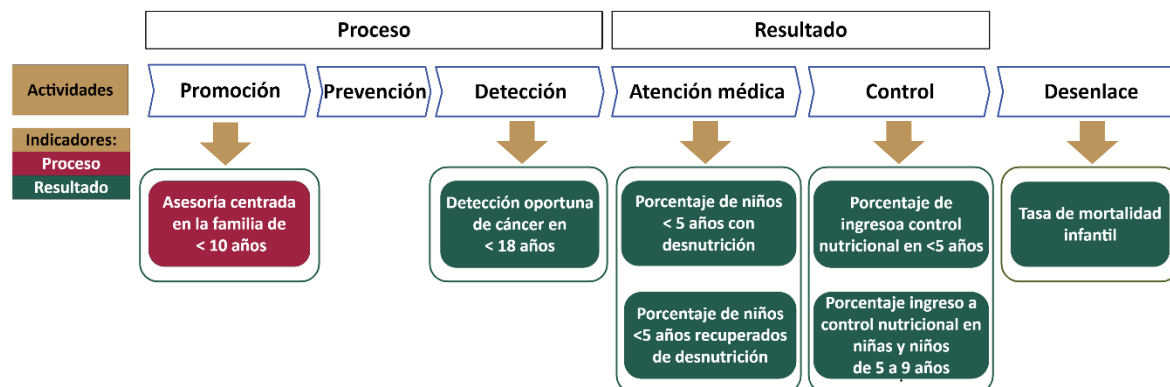 Proceso
Resultado
Actividades
Promoción
Prevención
Detección
Atención médica
Control
Desenlace
Indicadores:
Proceso
Resultado
Asesoría centrada
en la familia de
< 10 años
Detección oportuna
de cáncer en
< 18 años
Porcentaje de niños
< 5 años con
desnutrición
Porcentaje de
ingresoa control
nutricional en <5 años
Tasa de mortalidad
infantil
Porcentaje de niños
<5 años recuperados
de desnutrición
Porcentaje ingreso a
control nutricional en
niñas y niños
de 5 a 9 años